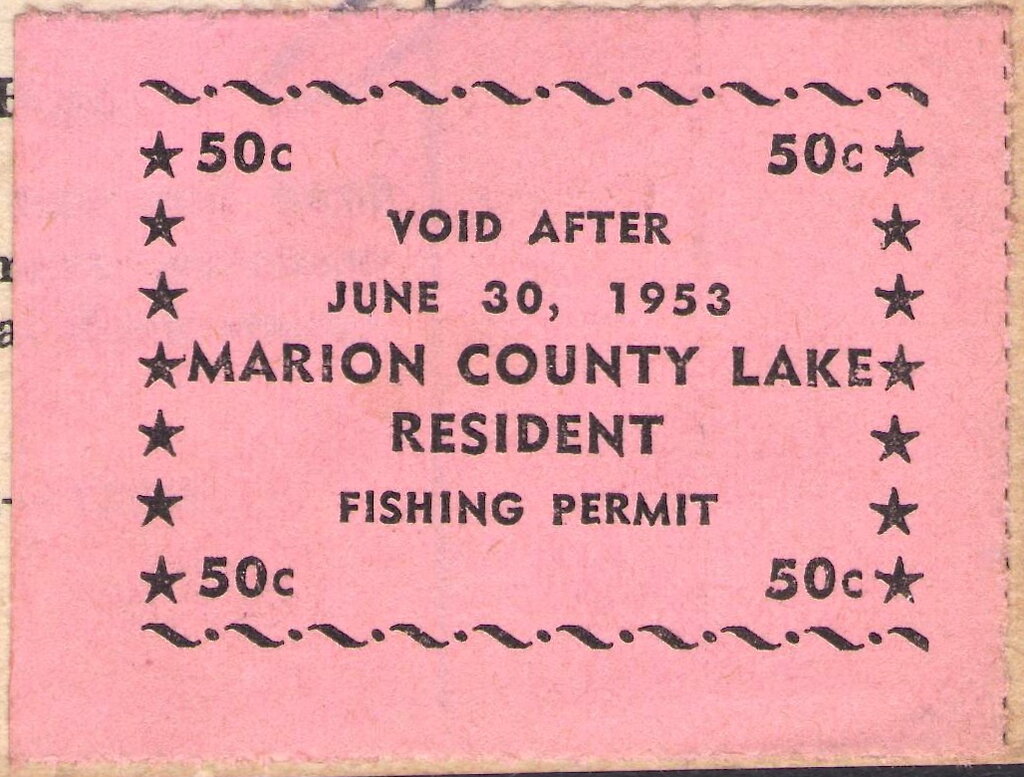 50c 50c
VOID AFTER
JUNE 30, 1953
MARION COUNTY LAKE
RESIDENT
FISHING PERMIT
50c 50c